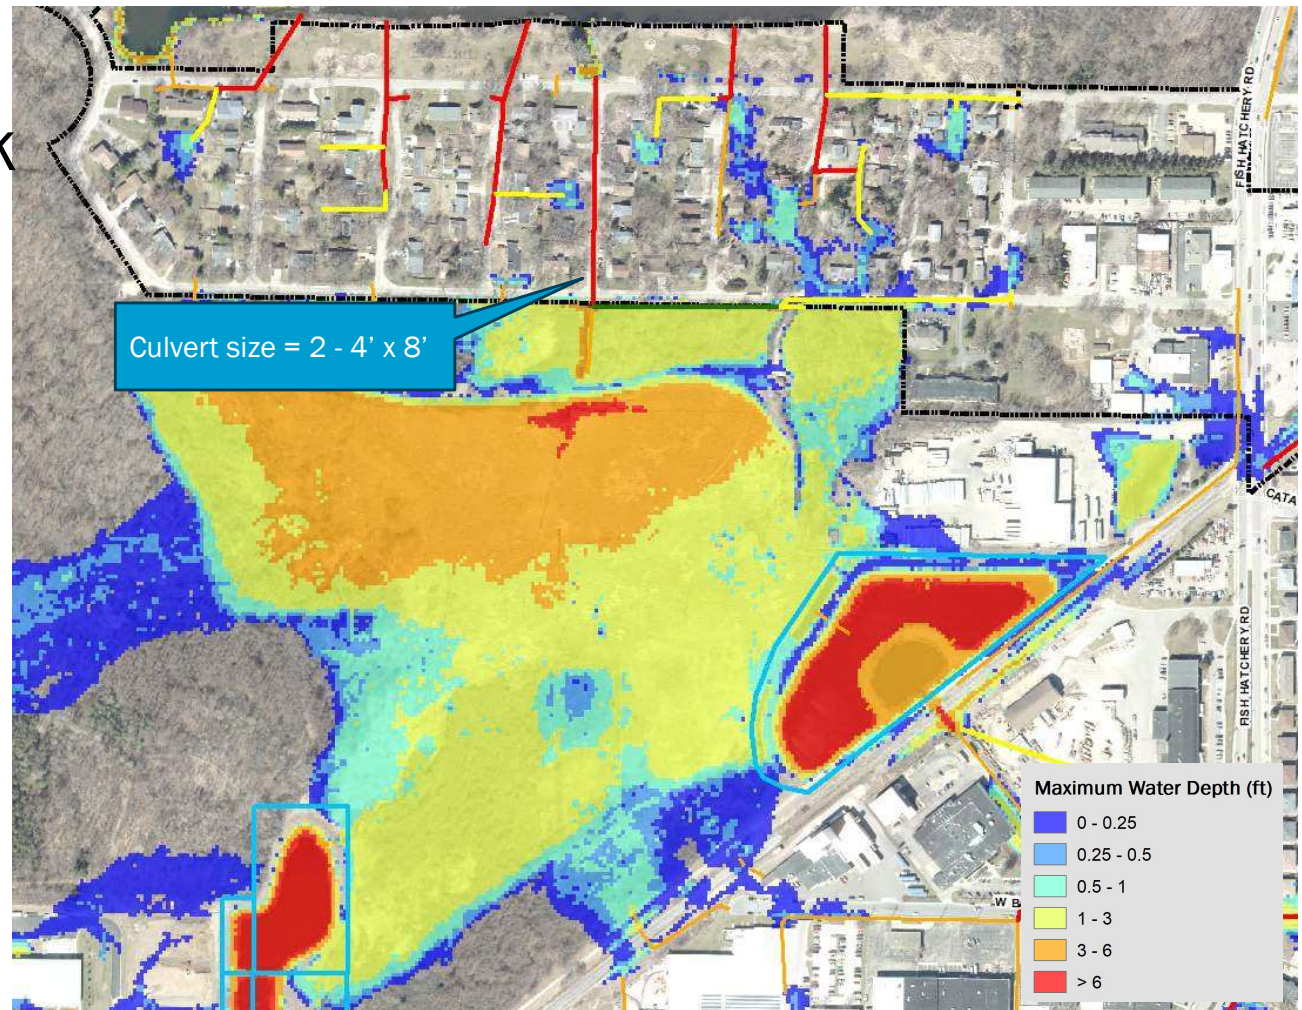 k
FISH HATCHERY RD
Culvert size = 2 - 4' x 8'
CATA
FISH HATCHERY RD
Maximum Water Depth (ft)
0 - 0.25
0.25 - 0.5
0.5 - 1
1 - 3
3 - 6
> 6
W B